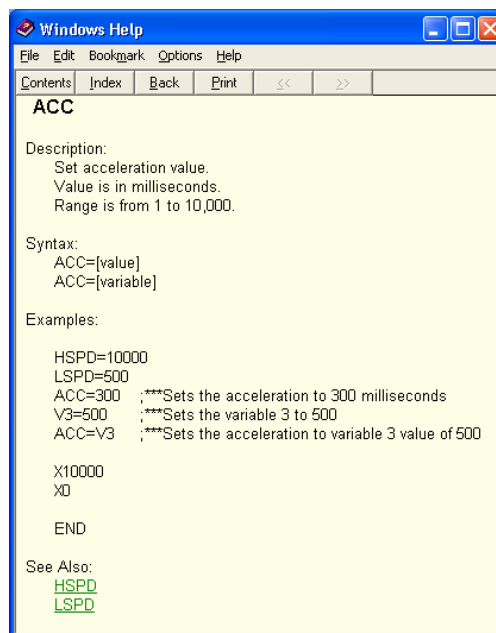 Windows Help
File Edit Bookmark Options Help
Contents Index Back Print << >>
ACC
Description:
Set acceleration value.
Value is in milliseconds.
Range is from 1 to 10,000.
Syntax:
ACC=[value]
ACC=[variable]
Examples:
HSPD=10000
LSPD=500
ACC=300 ;***Sets the acceleration to 300 milliseconds
V3=500 ;***Sets the variable 3 to 500
ACC=V3 ;***Sets the acceleration to variable 3 value of 500
X10000
X0
END
See Also:
HSPD
LSPD